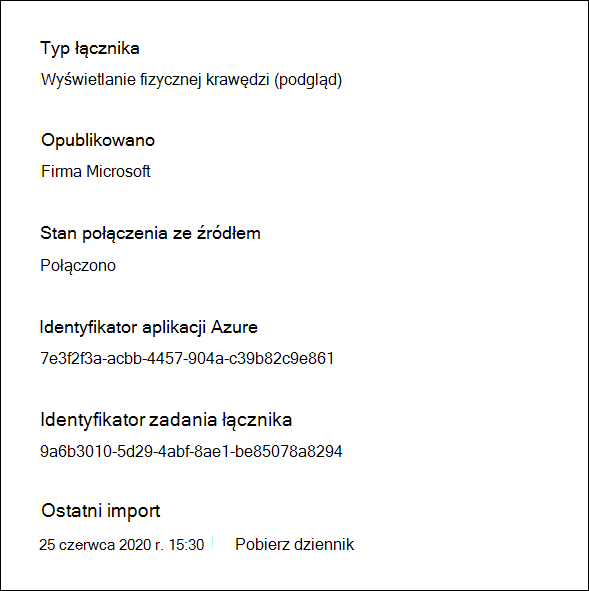 Typ łącznika
Wyświetlanie fizycznej krawędzi (podgląd)
Opublikowano
Firma Microsoft
Stan połączenia ze źródłem
Połączono
Identyfikator aplikacji Azure
7e3f2f3a-acbb-4457-904a-c39b82c9e861
Identyfikator zadania łącznika
9a6b3010-5d29-4abf-8ae1-be85078a8294
Ostatni import
25 czerwca 2020 r. 15:30 Pobierz dziennik